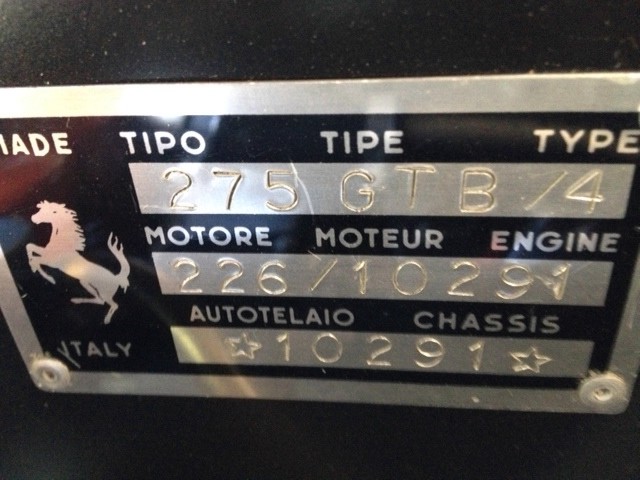 MADE TIPO TIPE TYPE
275 GTB/4
MOTORE MOTEUR ENGINE
226/10291
AUTOTELAIO CHASSIS
☆10291☆
ITALY